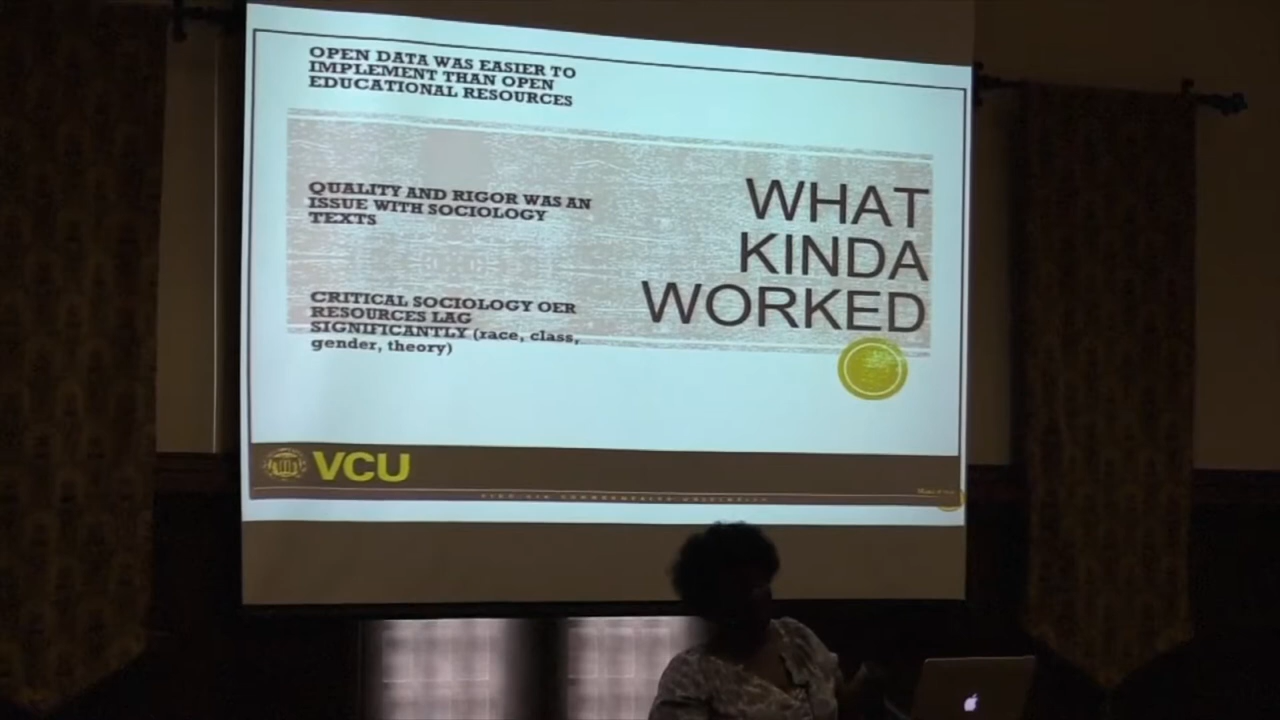 OPEN DATA WAS EASIER TO
IMPLEMENT THAN OPEN
EDUCATIONAL RESOURCES
QUALITY AND RIGOR WAS AN
ISSUE WITH SOCIOLOGY
TEXTS
CRITICAL SOCIOLOGY OER
RESOURCES LAG
SIGNIFICANTLY (race, class,
gender, theory)
WHAT
KINDA
WORKED
VCU